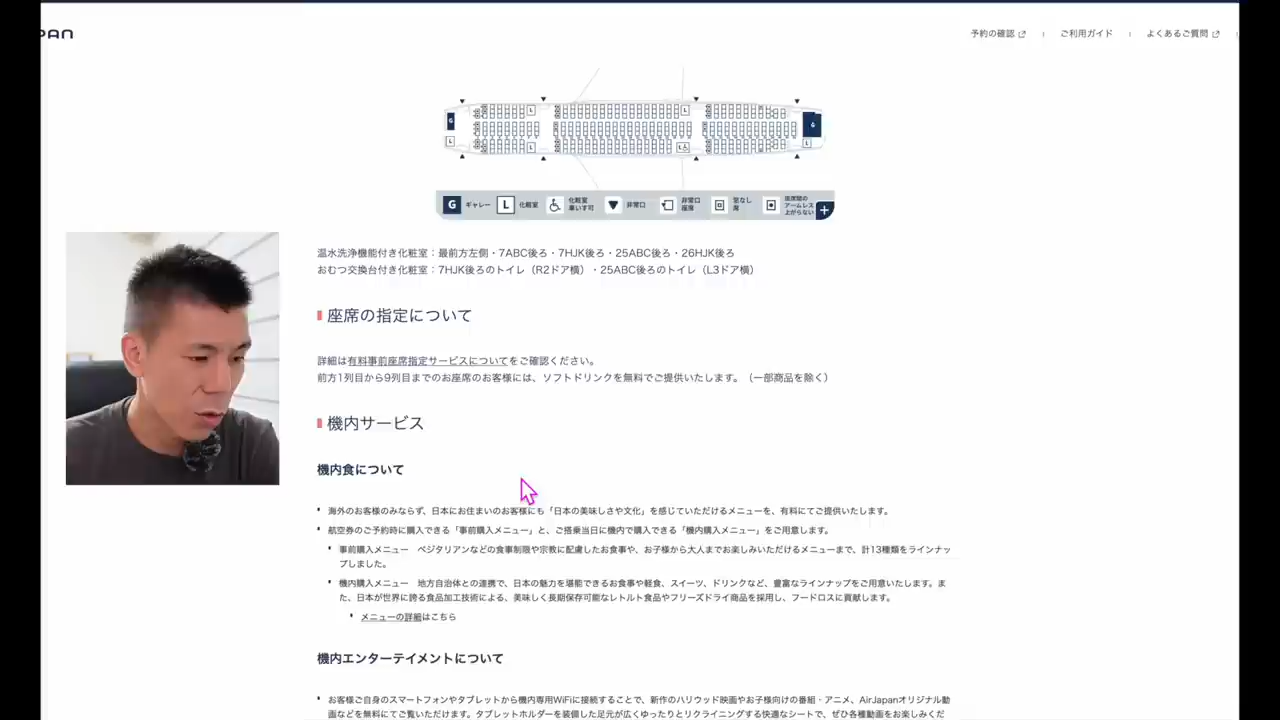 PAN
予約の確認
ご利用ガイド
よくあるご質問
G
L
L
L
L
L
G
L
G ギャレー
L 化粧室
化粧室
車いす可
非常口
非常口
座席
窓なし
席
座席間の
アームレス
上がらない
温水洗浄機能付き化粧室：最前方左側・7ABC後ろ・7HJK後ろ・25ABC後ろ・26HJK後ろ
おむつ交換台付き化粧室：7HJK後ろのトイレ（R2ドア横）・25ABC後ろのトイレ（L3ドア横）
座席の指定について
詳細は有料事前座席指定サービスについてをご確認ください。
前方1列目から9列目までのお座席のお客様には、ソフトドリンクを無料でご提供いたします。（一部商品を除く）
機内サービス
機内食について
海外のお客様のみならず、日本にお住まいのお客様にも「日本の美味しさや文化」を感じていただけるメニューを、有料にてご提供いたします。
航空券のご予約時に購入できる「事前購入メニュー」と、ご搭乗当日に機内で購入できる「機内購入メニュー」をご用意します。
事前購入メニュー　ベジタリアンなどの食事制限や宗教に配慮したお食事や、お子様から大人までお楽しみいただけるメニューまで、計13種類をラインナッ
プしました。
機内購入メニュー　地方自治体との連携で、日本の魅力を堪能できるお食事や軽食、スイーツ、ドリンクなど、豊富なラインナップをご用意いたします。ま
た、日本が世界に誇る食品加工技術による、美味しく長期保存可能なレトルト食品やフリーズドライ商品を採用し、フードロスに貢献します。
メニューの詳細はこちら
機内エンターテイメントについて
お客様ご自身のスマートフォンやタブレットから機内専用WiFiに接続することで、新作のハリウッド映画やお子様向けの番組・アニメ、AirJapanオリジナル動
画などを無料にてご覧いただけます。タブレットホルダーを装備した足元が広くゆったりとリクライニングする快適なシートで、ぜひ各種動画をお楽しみくだ